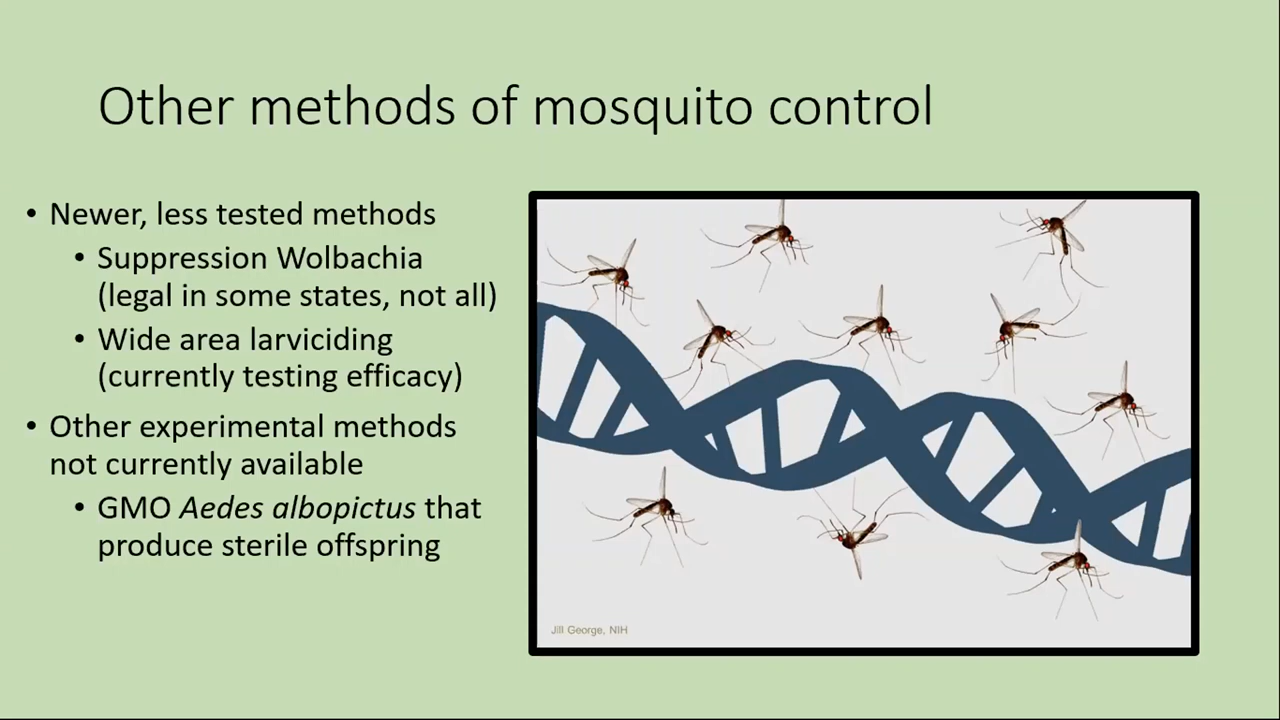 Other methods of mosquito control
• Newer, less tested methods
• Suppression Wolbachia
(legal in some states, not all)
• Wide area larviciding
(currently testing efficacy)
• Other experimental methods
not currently available
• GMO Aedes albopictus that
produce sterile offspring
Jill George, NIH